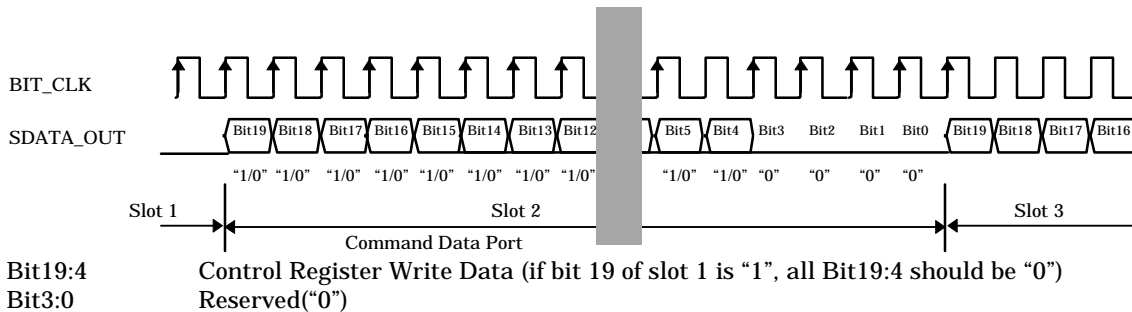 BIT_CLK
SDATA_OUT
Bit19 Bit18 Bit17 Bit16 Bit15 Bit14 Bit13 Bit12 Bit5 Bit4 Bit3 Bit2 Bit1 Bit0 Bit19 Bit18 Bit17 Bit16
“1/0” “1/0” “1/0” “1/0” “1/0” “1/0” “1/0” “1/0” “1/0” “1/0” “0” “0” “0” “0”
Slot 1 Slot 2 Slot 3
Command Data Port
Bit19:4 Control Register Write Data (if bit 19 of slot 1 is “1”, all Bit19:4 should be “0”)
Bit3:0 Reserved(“0”)